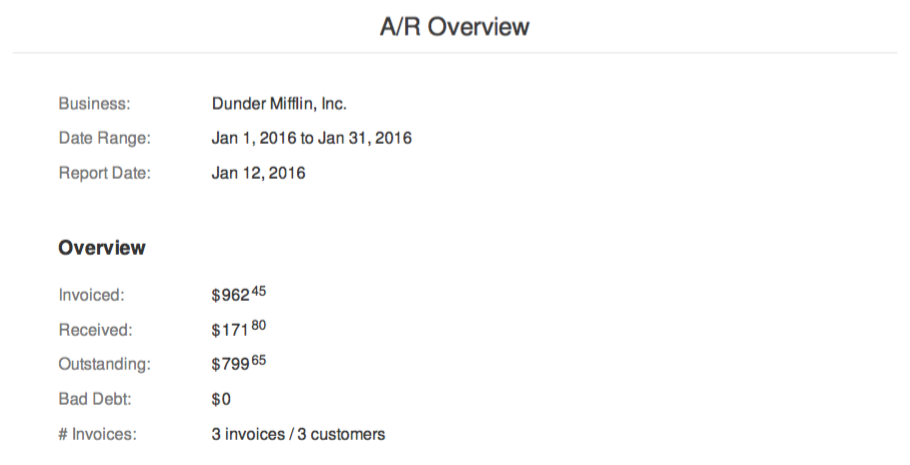 A/R Overview
Business: Dunder Mifflin, Inc.
Date Range: Jan 1, 2016 to Jan 31, 2016
Report Date: Jan 12, 2016
Overview
Invoiced: $962 45
Received: $171 80
Outstanding: $799 65
Bad Debt: $0
# Invoices: 3 invoices / 3 customers